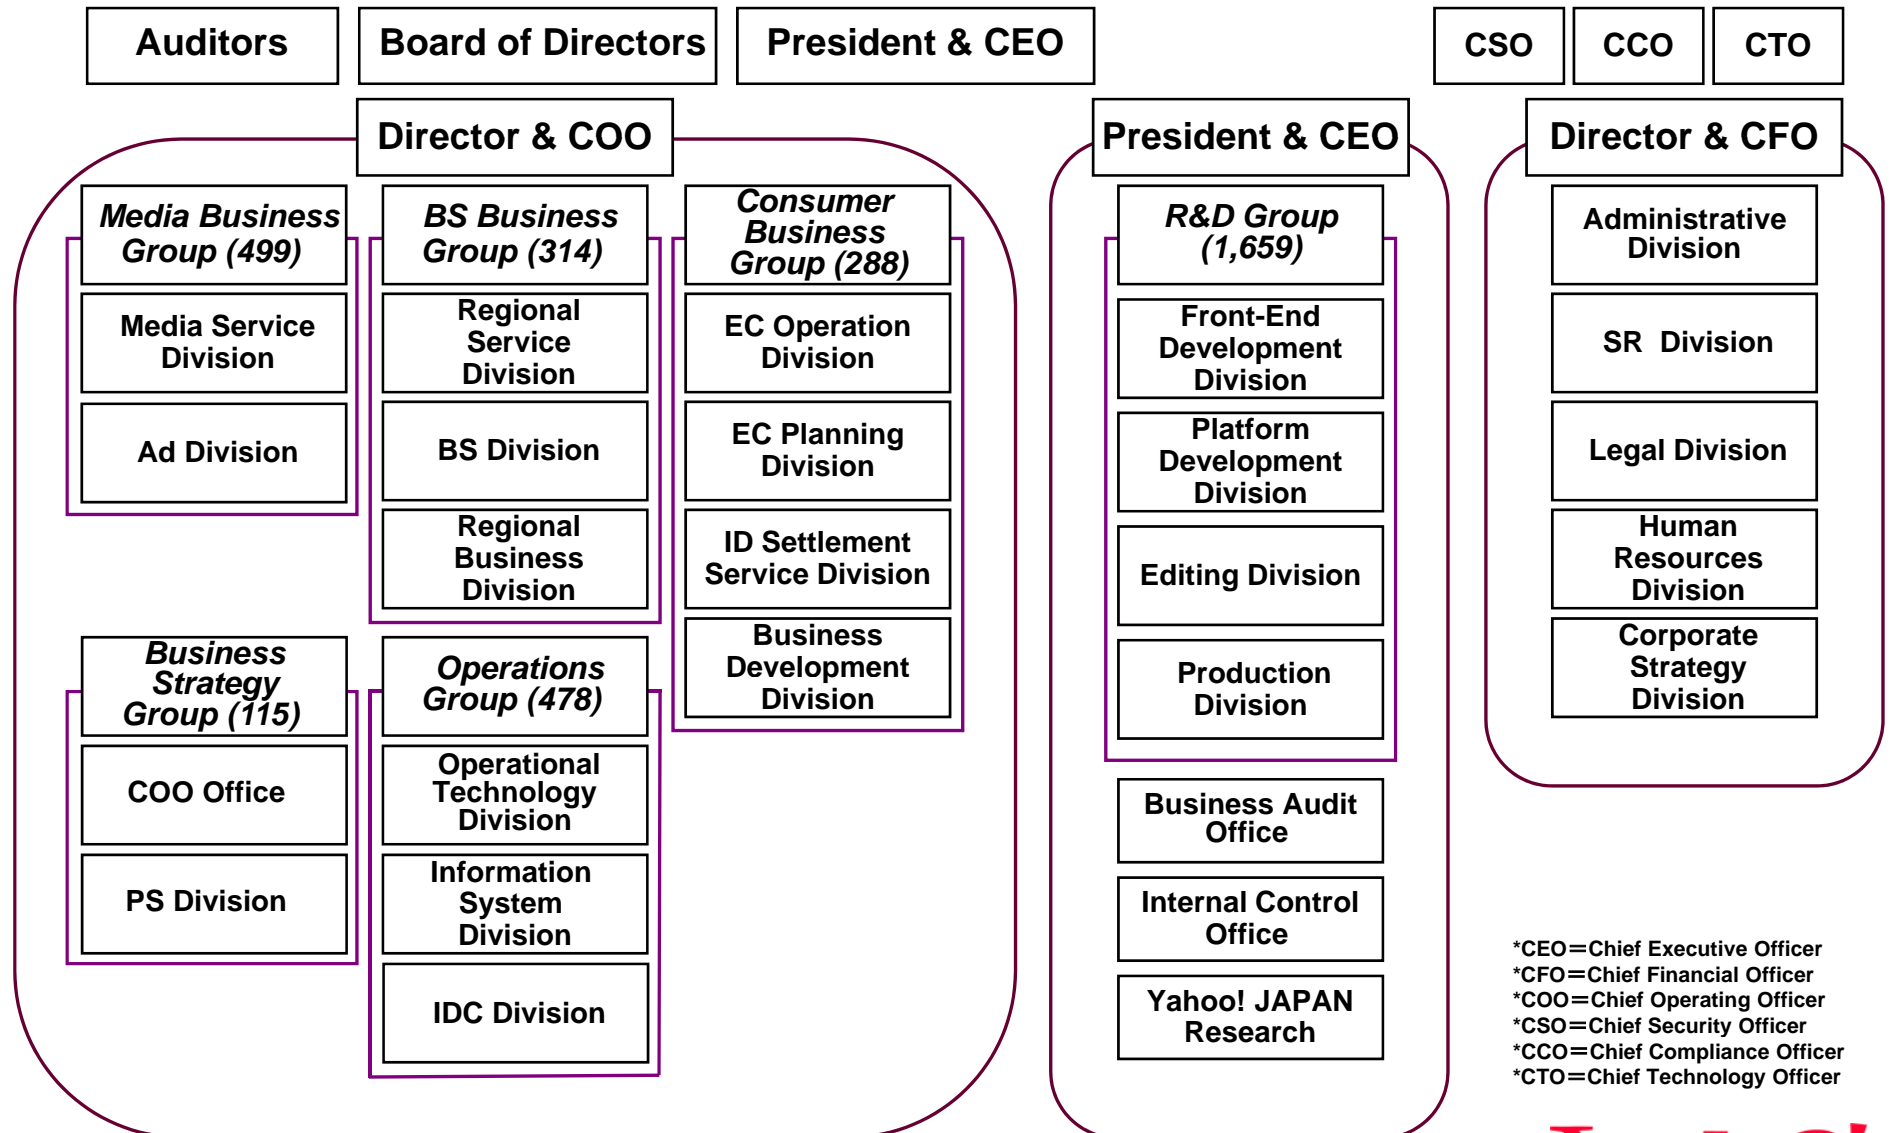 Auditors
Board of Directors
President & CEO
CSO
CCO
CTO
Director & COO
Media Business
Group (499)
Media Service
Division
Ad Division
BS Business
Group (314)
Regional
Service
Division
BS Division
Regional
Business
Division
Consumer
Business
Group (288)
EC Operation
Division
EC Planning
Division
ID Settlement
Service Division
Business
Development
Division
Business
Strategy
Group (115)
COO Office
PS Division
Operations
Group (478)
Operational
Technology
Division
Information
System
Division
IDC Division
President & CEO
R&D Group
(1,659)
Front-End
Development
Division
Platform
Development
Division
Editing Division
Production
Division
Business Audit
Office
Internal Control
Office
Yahoo! JAPAN
Research
Director & CFO
Administrative
Division
SR Division
Legal Division
Human
Resources
Division
Corporate
Strategy
Division
*CEO＝Chief Executive Officer
*CFO＝Chief Financial Officer
*COO＝Chief Operating Officer
*CSO＝Chief Security Officer
*CCO＝Chief Compliance Officer
*CTO＝Chief Technology Officer